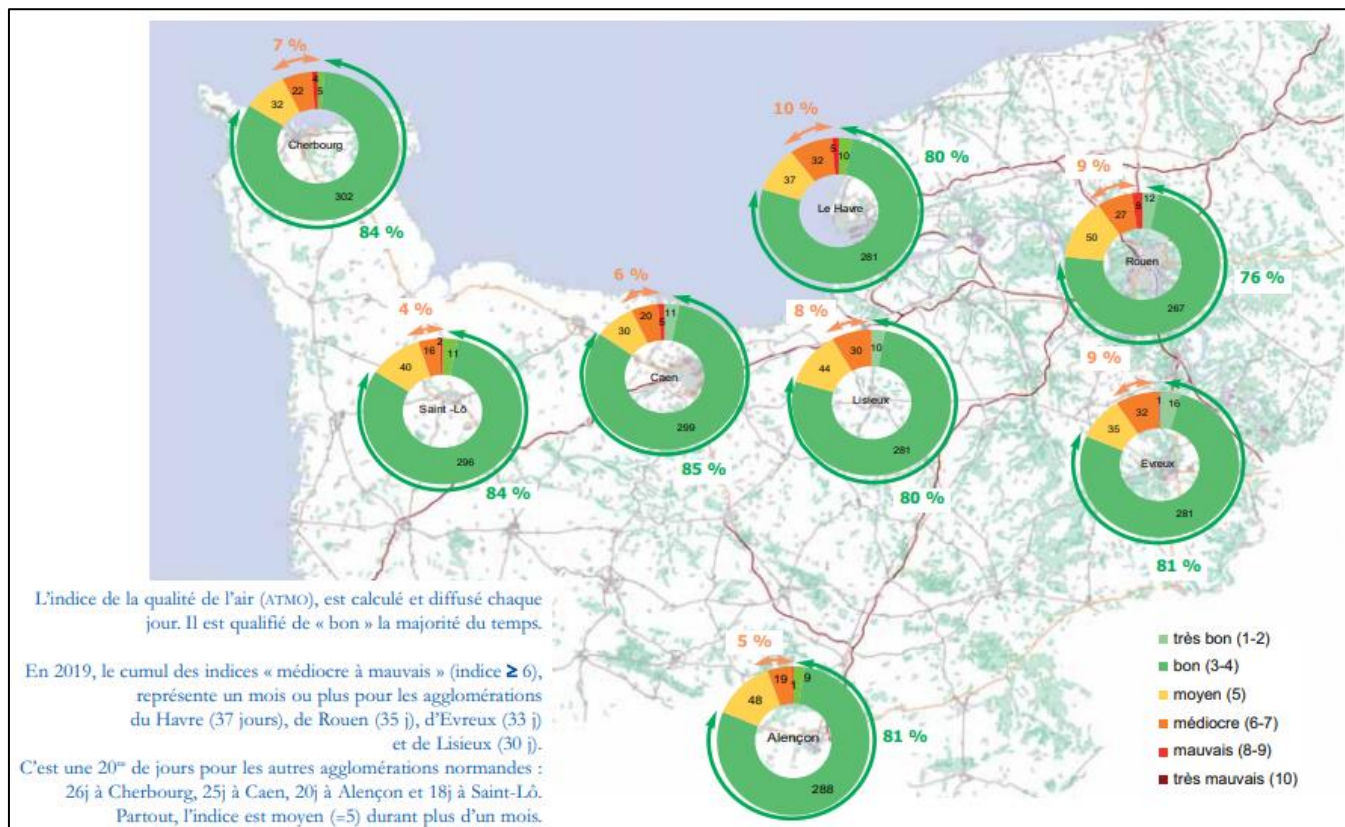 7 %
4
5
22
32
Cherbourg
302
84 %
10 %
5
10
32
37
Le Havre
281
80 %
9 %
12
8
27
50
Rouen
267
76 %
6 %
20
5
11
30
Caen
299
85 %
4 %
2
16
11
40
Saint -Lô
296
84 %
8 %
30
10
44
Lisieux
281
80 %
9 %
1
16
32
35
Evreux
281
81 %
L'indice de la qualité de l'air (ATMO), est calculé et diffusé chaque
jour. Il est qualifié de « bon » la majorité du temps.
En 2019, le cumul des indices « médiocre à mauvais » (indice ≥ 6),
représente un mois ou plus pour les agglomérations
du Havre (37 jours), de Rouen (35 j), d'Evreux (33 j)
et de Lisieux (30 j).
C'est une 20ne de jours pour les autres agglomérations normandes :
26j à Cherbourg, 25j à Caen, 20j à Alençon et 18j à Saint-Lô.
Partout, l'indice est moyen (=5) durant plus d'un mois.
5 %
19
1
9
48
Alençon
288
81 %
très bon (1-2)
bon (3-4)
moyen (5)
médiocre (6-7)
mauvais (8-9)
très mauvais (10)